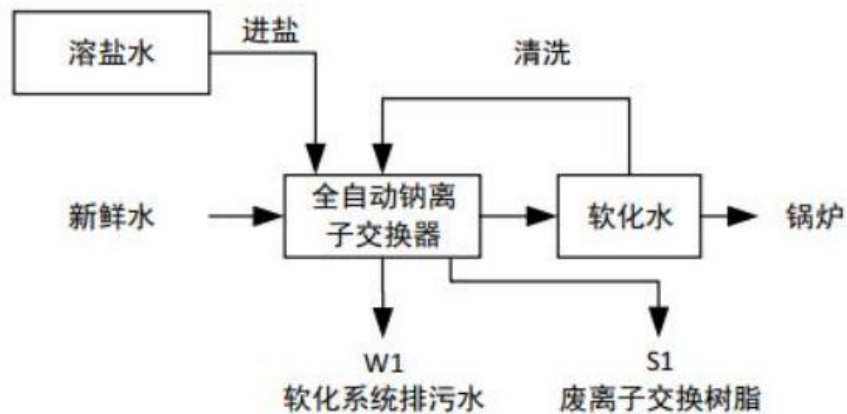 溶盐水
进盐
清洗
新鲜水
全自动钠离
子交换器
软化水
锅炉
W1
软化系统排污水
S1
废离子交换树脂